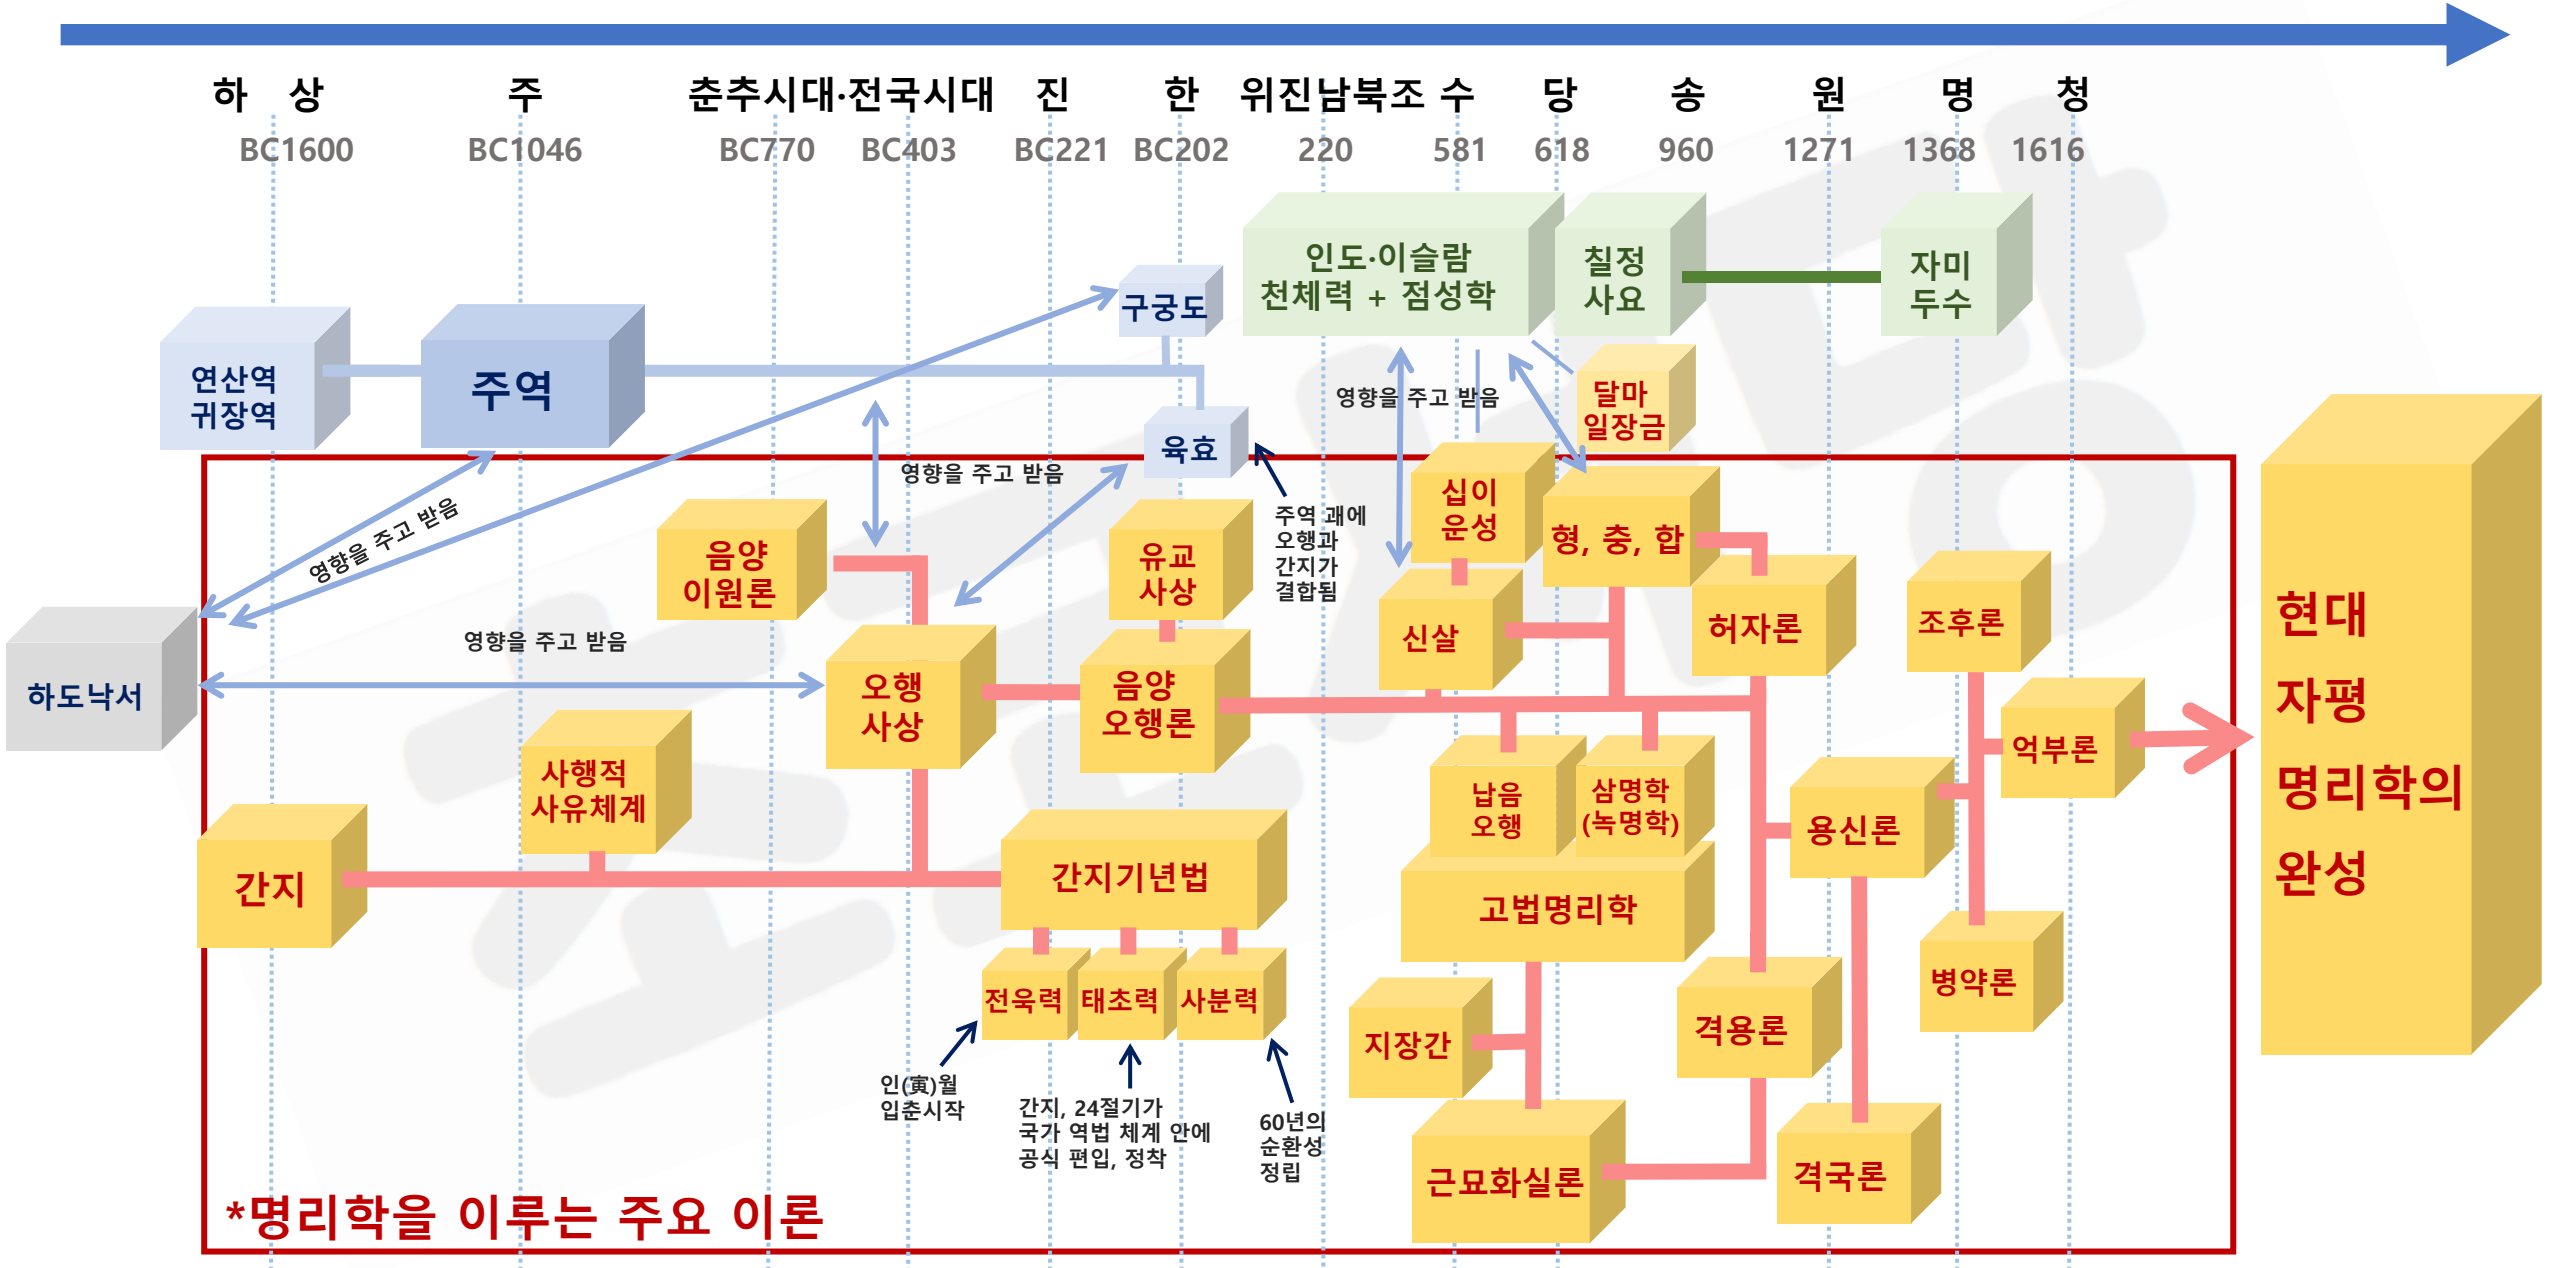 하 상 주 춘추시대·전국시대 진 한 위진남북조 수 당 송 원 명 청
BC1600 BC1046 BC770 BC403 BC221 BC202 220 581 618 960 1271 1368 1616
인도·이슬람
천체력 + 점성학
칠정
사요
자미
두수
구궁도
연산역
귀장역
주역
영향을 주고 받음
달마
일장금
육효
영향을 주고 받음
영향을 주고 받음
주역 괘에
오행과
간지가
결합됨
십이
운성
형, 충, 합
음양
이원론
유교
사상
신살
허자론
조후론
영향을 주고 받음
하도낙서
오행
사상
음양
오행론
억부론
사행적
사유체계
납음
오행
삼명학
(녹명학)
용신론
간지
간지기년법
고법명리학
전욱력
태초력
사분력
지장간
격용론
병약론
인(寅)월
입춘시작
간지, 24절기가
국가 역법 체계 안에
공식 편입, 정착
60년의
순환성
정립
근묘화실론
격국론
현대
자평
명리학의
완성
*명리학을 이루는 주요 이론